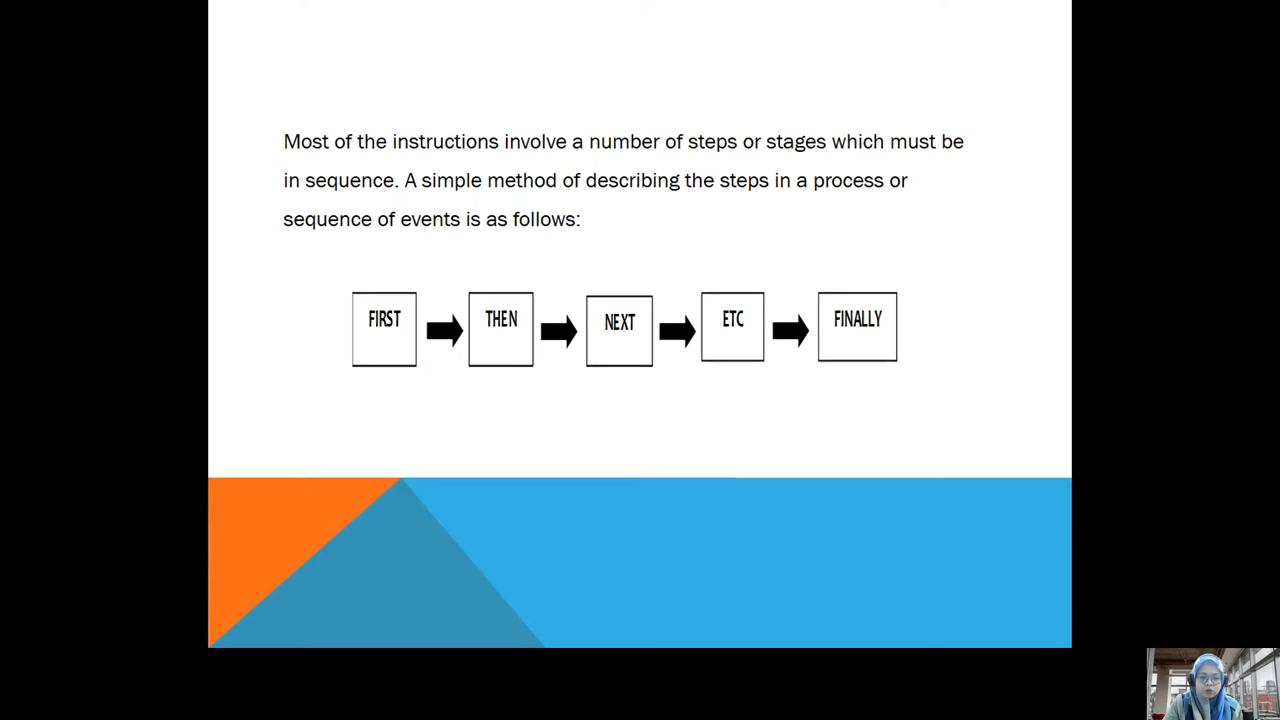 Most of the instructions involve a number of steps or stages which must be
in sequence. A simple method of describing the steps in a process or
sequence of events is as follows:
FIRST THEN NEXT ETC FINALLY